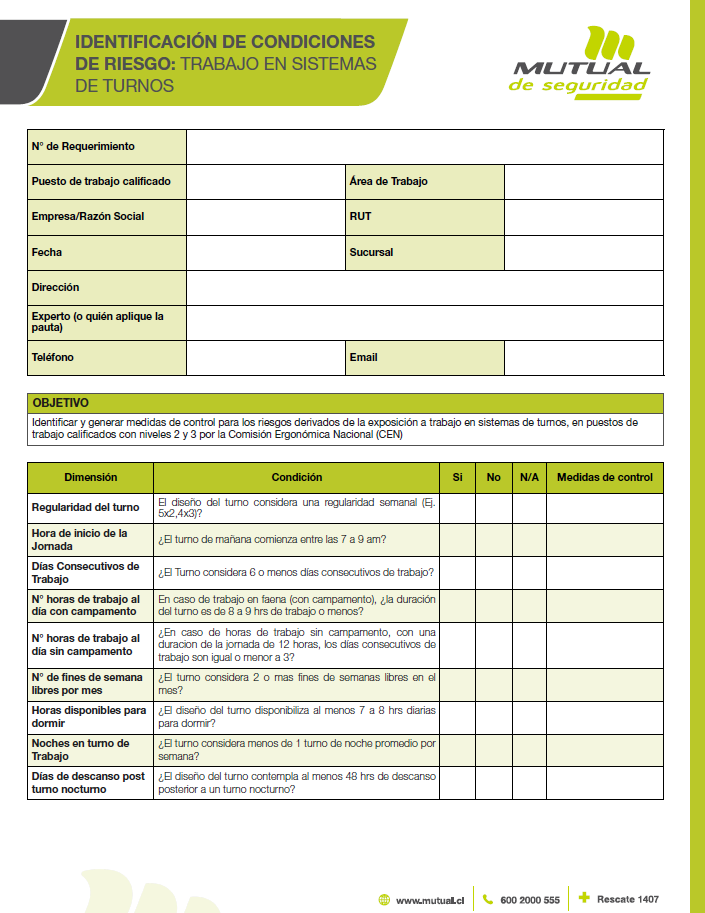 IDENTIFICACIÓN DE CONDICIONES
DE RIESGO: TRABAJO EN SISTEMAS
DE TURNOS
MUTUAL
de seguridad
N° de Requerimiento
Puesto de trabajo calificado
Área de Trabajo
Empresa/Razón Social
RUT
Fecha
Sucursal
Dirección
Experto (o quién aplique la
pauta)
Teléfono
Email
OBJETIVO
Identificar y generar medidas de control para los riesgos derivados de la exposición a trabajo en sistemas de turnos, en puestos de
trabajo calificados con niveles 2 y 3 por la Comisión Ergonómica Nacional (CEN)
Dimensión Condición Si No N/A Medidas de control
Regularidad del turno
El diseño del turno considera una regularidad semanal (Ej.
5x2,4x3)?
Hora de inicio de la
Jornada
¿El turno de mañana comienza entre las 7 a 9 am?
Días Consecutivos de
Trabajo
¿El Turno considera 6 o menos días consecutivos de trabajo?
N° horas de trabajo al
día con campamento
En caso de trabajo en faena (con campamento), ¿la duración
del turno es de 8 a 9 hrs de trabajo o menos?
N° horas de trabajo al
día sin campamento
¿En caso de horas de trabajo sin campamento, con una
duracion de la jornada de 12 horas, los días consecutivos de
trabajo son igual o menor a 3?
N° de fines de semana
libres por mes
¿El turno considera 2 o mas fines de semanas libres en el
mes?
Horas disponibles para
dormir
¿El diseño del turno disponibiliza al menos 7 a 8 hrs diarias
para dormir?
Noches en turno de
Trabajo
¿El turno considera menos de 1 turno de noche promedio por
semana?
Días de descanso post
turno nocturno
¿El diseño del turno contempla al menos 48 hrs de descanso
posterior a un turno nocturno?
www.mutual.cl 600 2000 555 Rescate 1407